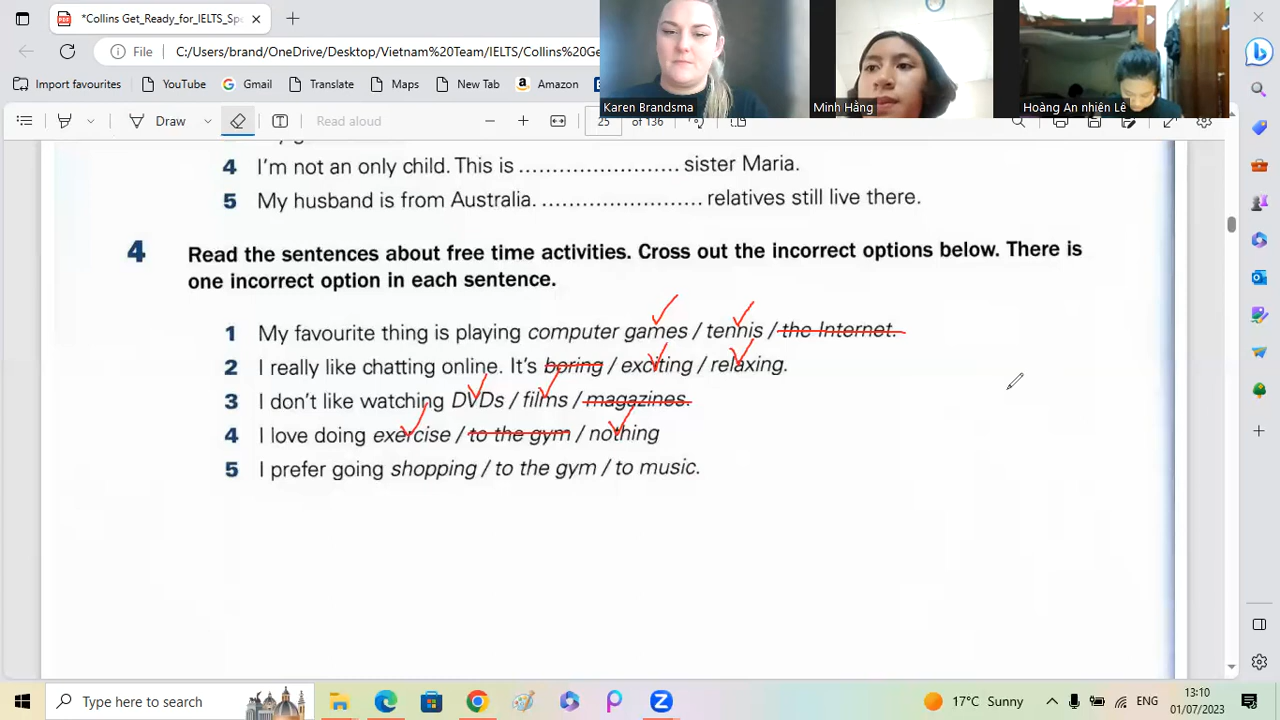 *Collins Get_Ready_for_IELTS_Spe
File
C:/Users/brand/OneDrive/Desktop/Vietnam%20Team/IELTS/Collins%20Ge
Import favourites
YouTube
Gmail
Translate
Maps
News
Amazon
Karen Brandsma
Minh Hằng
Hoàng An nhiên Lê
Draw
Read aloud
25 of 136
4 I'm not an only child. This is ........................ sister Maria.
5 My husband is from Australia. ........................ relatives still live there.
4 Read the sentences about free time activities. Cross out the incorrect options below. There is
one incorrect option in each sentence.
1 My favourite thing is playing computer games / tennis / the Internet.
2 I really like chatting online. It's boring / exciting / relaxing.
3 I don't like watching DVDs / films / magazines.
4 I love doing exercise / to the gym / nothing
5 I prefer going shopping / to the gym / to music.
Type here to search
17°C Sunny
ENG
13:10
01/07/2023